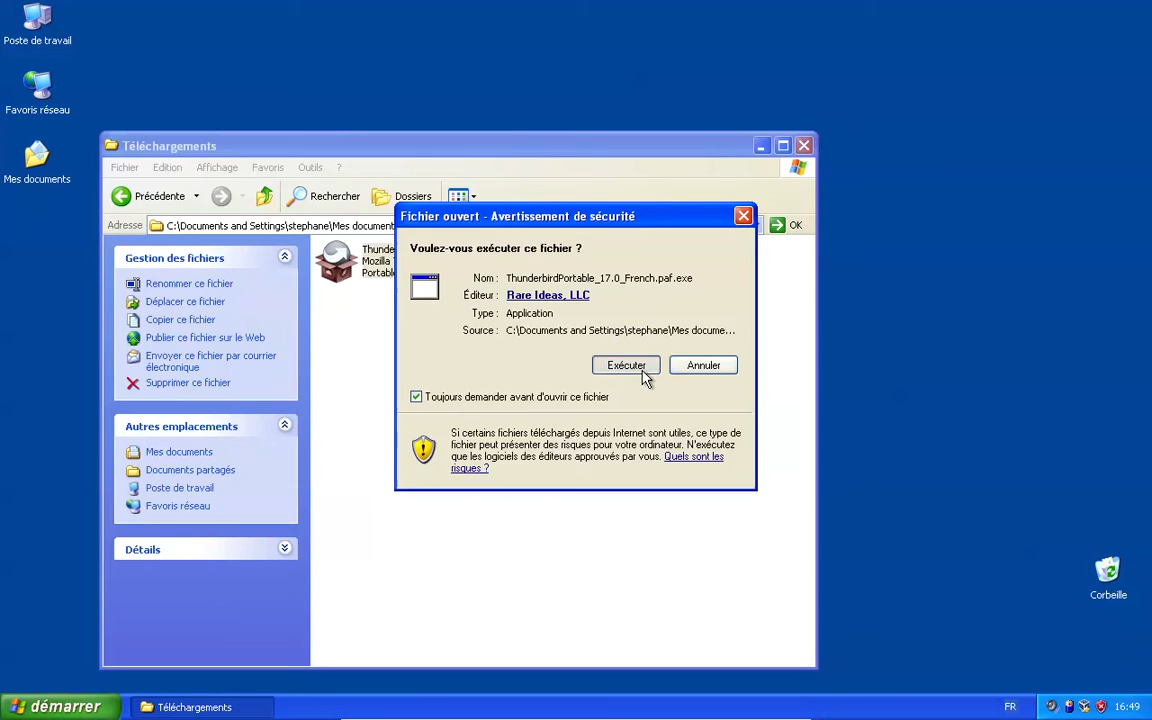 Poste de travail
Favoris réseau
Mes documents
Téléchargements
Fichier Edition Affichage Favoris Outils ?
Précédente Rechercher Dossiers
Adresse C:\Documents and Settings\stephane\Mes document OK
Gestion des fichiers
Renommer ce fichier
Déplacer ce fichier
Copier ce fichier
Publier ce fichier sur le Web
Envoyer ce fichier par courrier
électronique
Supprimer ce fichier
Autres emplacements
Mes documents
Documents partagés
Poste de travail
Favoris réseau
Détails
Thunde
Mozilla
Portabl
Fichier ouvert - Avertissement de sécurité
Voulez-vous exécuter ce fichier ?
Nom : ThunderbirdPortable_17.0_French.paf.exe
Éditeur : Rare Ideas, LLC
Type : Application
Source : C:\Documents and Settings\stephane\Mes docume...
Exécuter Annuler
Toujours demander avant d'ouvrir ce fichier
Si certains fichiers téléchargés depuis Internet sont utiles, ce type de
fichier peut présenter des risques pour votre ordinateur. N'exécutez
que les logiciels des éditeurs approuvés par vous. Quels sont les
risques ?
Corbeille
démarrer Téléchargements FR 16:49